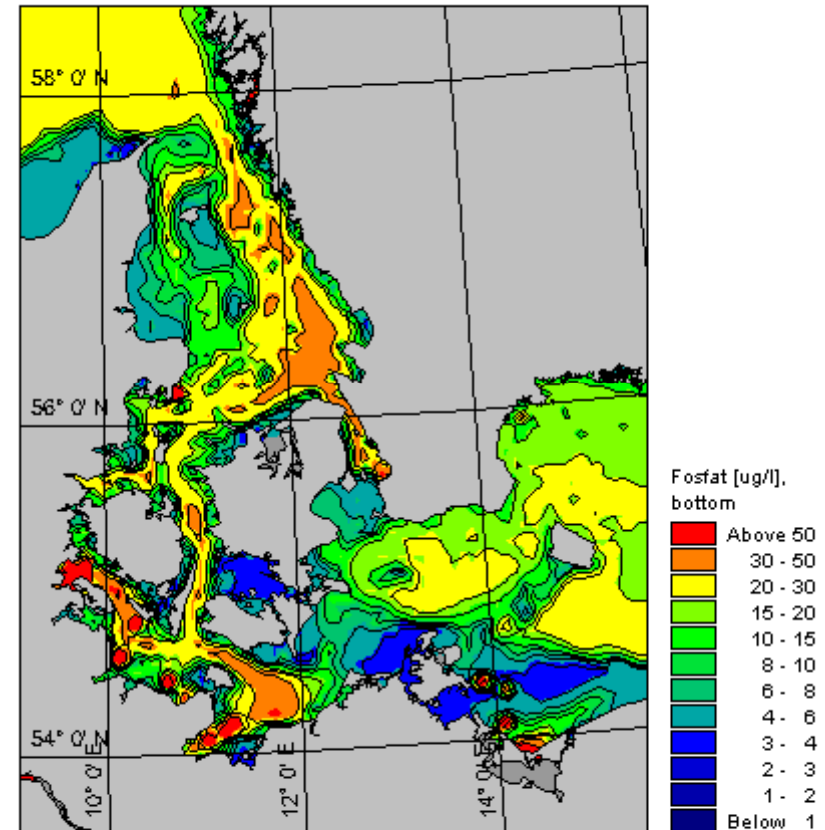 58° 0' N
56° 0' N
54° 0' N
10° 0' E
12° 0' E
14° 0' E
Fosfat [ug/l],
bottom
Above 50
30 - 50
20 - 30
15 - 20
10 - 15
8 - 10
6 - 8
4 - 6
3 - 4
2 - 3
1 - 2
Below 1